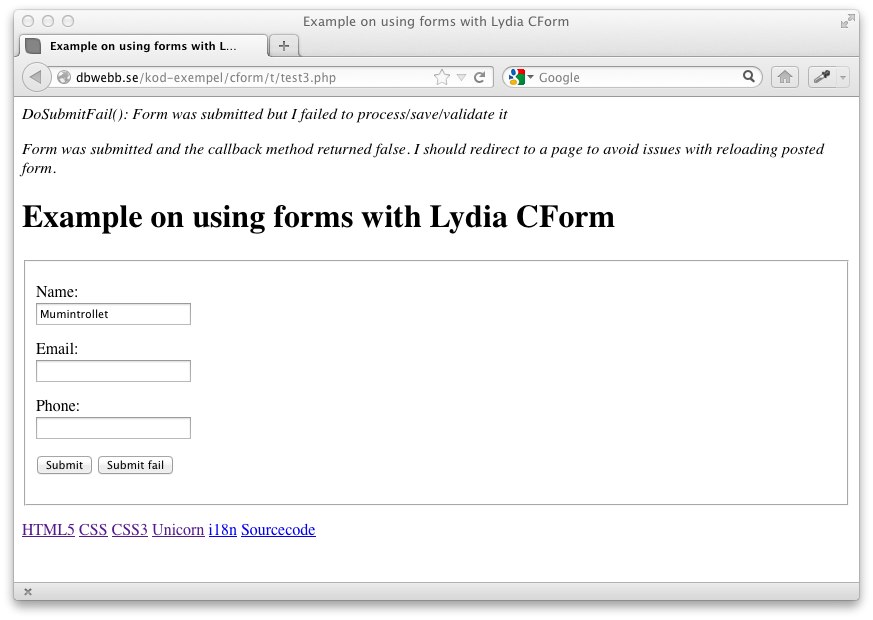 Example on using forms with Lydia CForm
Example on using forms with L...
+
dbwebb.se/kod-exempel/cform/t/test3.php
Google
DoSubmitFail(): Form was submitted but I failed to process/save/validate it
Form was submitted and the callback method returned false. I should redirect to a page to avoid issues with reloading posted
form.
Example on using forms with Lydia CForm
Name:
Mumintrollet
Email:
Phone:
Submit Submit fail
HTML5 CSS CSS3 Unicorn i18n Sourcecode